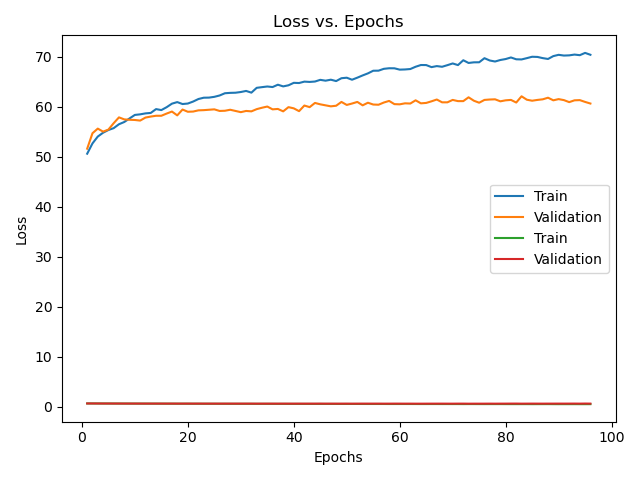 Loss vs. Epochs
70
60
50
40
30
20
10
0
Loss
Train
Validation
Train
Validation
0 20 40 60 80 100
Epochs